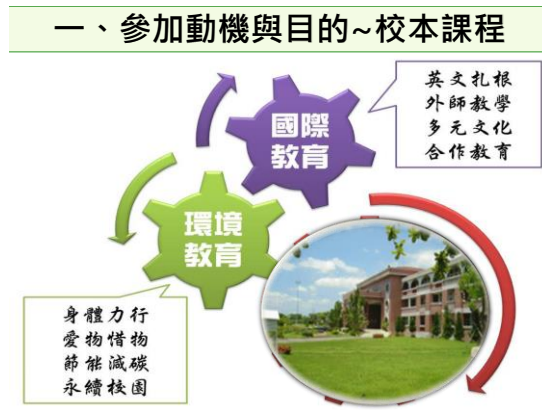 一、參加動機與目的~校本課程
英文扎根
外師教學
多元文化
合作教育
國際
教育
環境
教育
身體力行
愛物惜物
節能減碳
永續校園